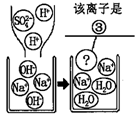 该离子是
③
SO₄²⁻
H⁺
H⁺
?
OH⁻
Na⁺
Na⁺
OH⁻
Na⁺
Na⁺
H₂O
H₂O